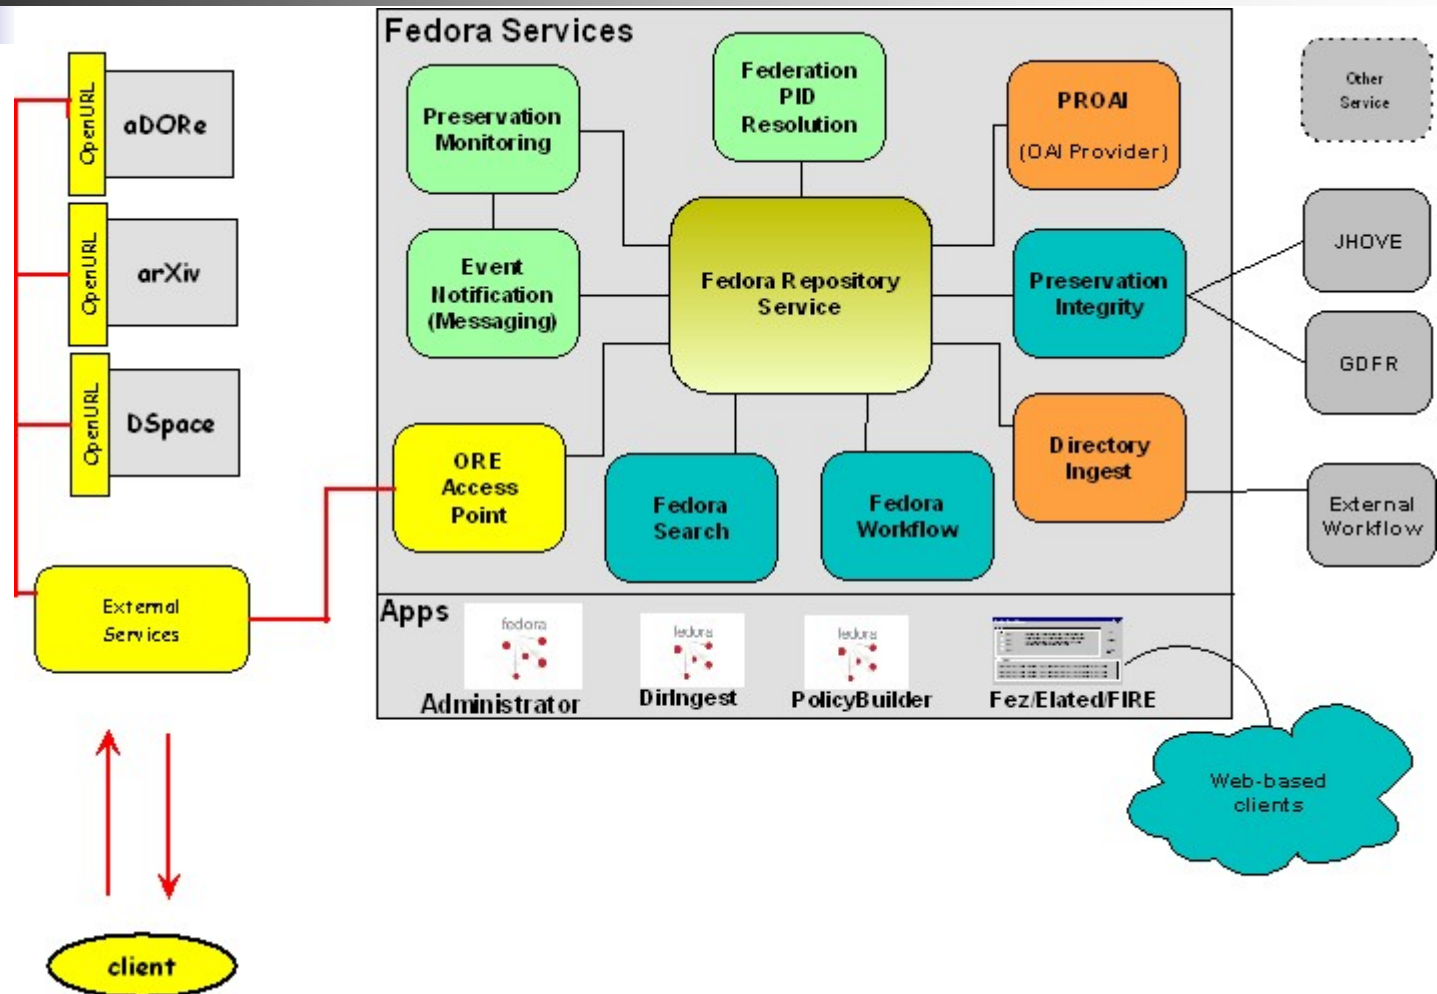 Fedora Services
OpenURL
aDORe
OpenURL
arXiv
OpenURL
DSpace
External
Services
client
Preservation
Monitoring
Federation
PID
Resolution
PROAI
(OAI Provider)
Event
Notification
(Messaging)
Fedora Repository
Service
Preservation
Integrity
ORE
Access
Point
Fedora
Search
Fedora
Workflow
Directory
Ingest
Other
Service
JHOVE
GDFR
External
Workflow
Apps
fedora
Administrator
fedora
DirIngest
fedora
PolicyBuilder
Fez/Elated/FIRE
Web-based
clients